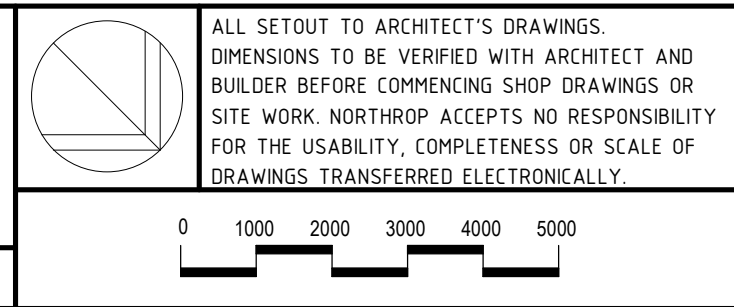 ALL SETOUT TO ARCHITECT'S DRAWINGS.
DIMENSIONS TO BE VERIFIED WITH ARCHITECT AND
BUILDER BEFORE COMMENCING SHOP DRAWINGS OR
SITE WORK. NORTHROP ACCEPTS NO RESPONSIBILITY
FOR THE USABILITY, COMPLETENESS OR SCALE OF
DRAWINGS TRANSFERRED ELECTRONICALLY.
0 1000 2000 3000 4000 5000